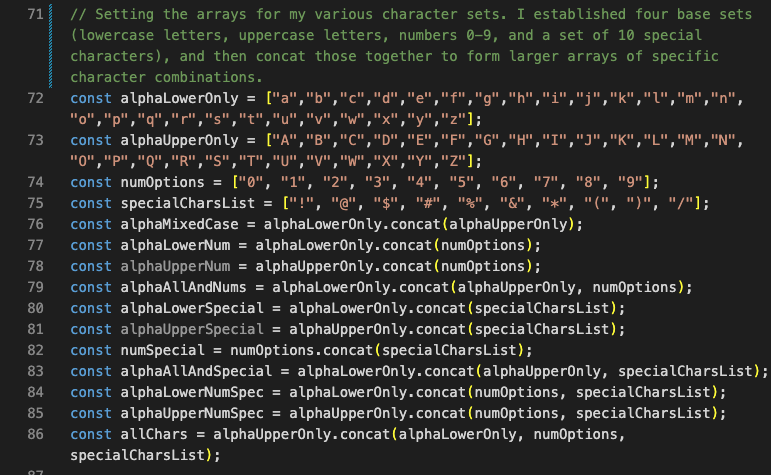 71 // Setting the arrays for my various character sets. I established four base sets
(lowercase letters, uppercase letters, numbers 0-9, and a set of 10 special
characters), and then concat those together to form larger arrays of specific
character combinations.
72 const alphaLowerOnly = ["a","b","c","d","e","f","g","h","i","j","k","l","m","n",
"o","p","q","r","s","t","u","v","w","x","y","z"];
73 const alphaUpperOnly = ["A","B","C","D","E","F","G","H","I","J","K","L","M","N",
"O","P","Q","R","S","T","U","V","W","X","Y","Z"];
74 const numOptions = ["0", "1", "2", "3", "4", "5", "6", "7", "8", "9"];
75 const specialCharsList = ["!", "@", "$", "#", "%", "&", "*", "(", ")", "/"];
76 const alphaMixedCase = alphaLowerOnly.concat(alphaUpperOnly);
77 const alphaLowerNum = alphaLowerOnly.concat(numOptions);
78 const alphaUpperNum = alphaUpperOnly.concat(numOptions);
79 const alphaAllAndNums = alphaLowerOnly.concat(alphaUpperOnly, numOptions);
80 const alphaLowerSpecial = alphaLowerOnly.concat(specialCharsList);
81 const alphaUpperSpecial = alphaUpperOnly.concat(specialCharsList);
82 const numSpecial = numOptions.concat(specialCharsList);
83 const alphaAllAndSpecial = alphaLowerOnly.concat(alphaUpperOnly, specialCharsList);
84 const alphaLowerNumSpec = alphaLowerOnly.concat(numOptions, specialCharsList);
85 const alphaUpperNumSpec = alphaUpperOnly.concat(numOptions, specialCharsList);
86 const allChars = alphaUpperOnly.concat(alphaLowerOnly, numOptions,
specialCharsList);
87